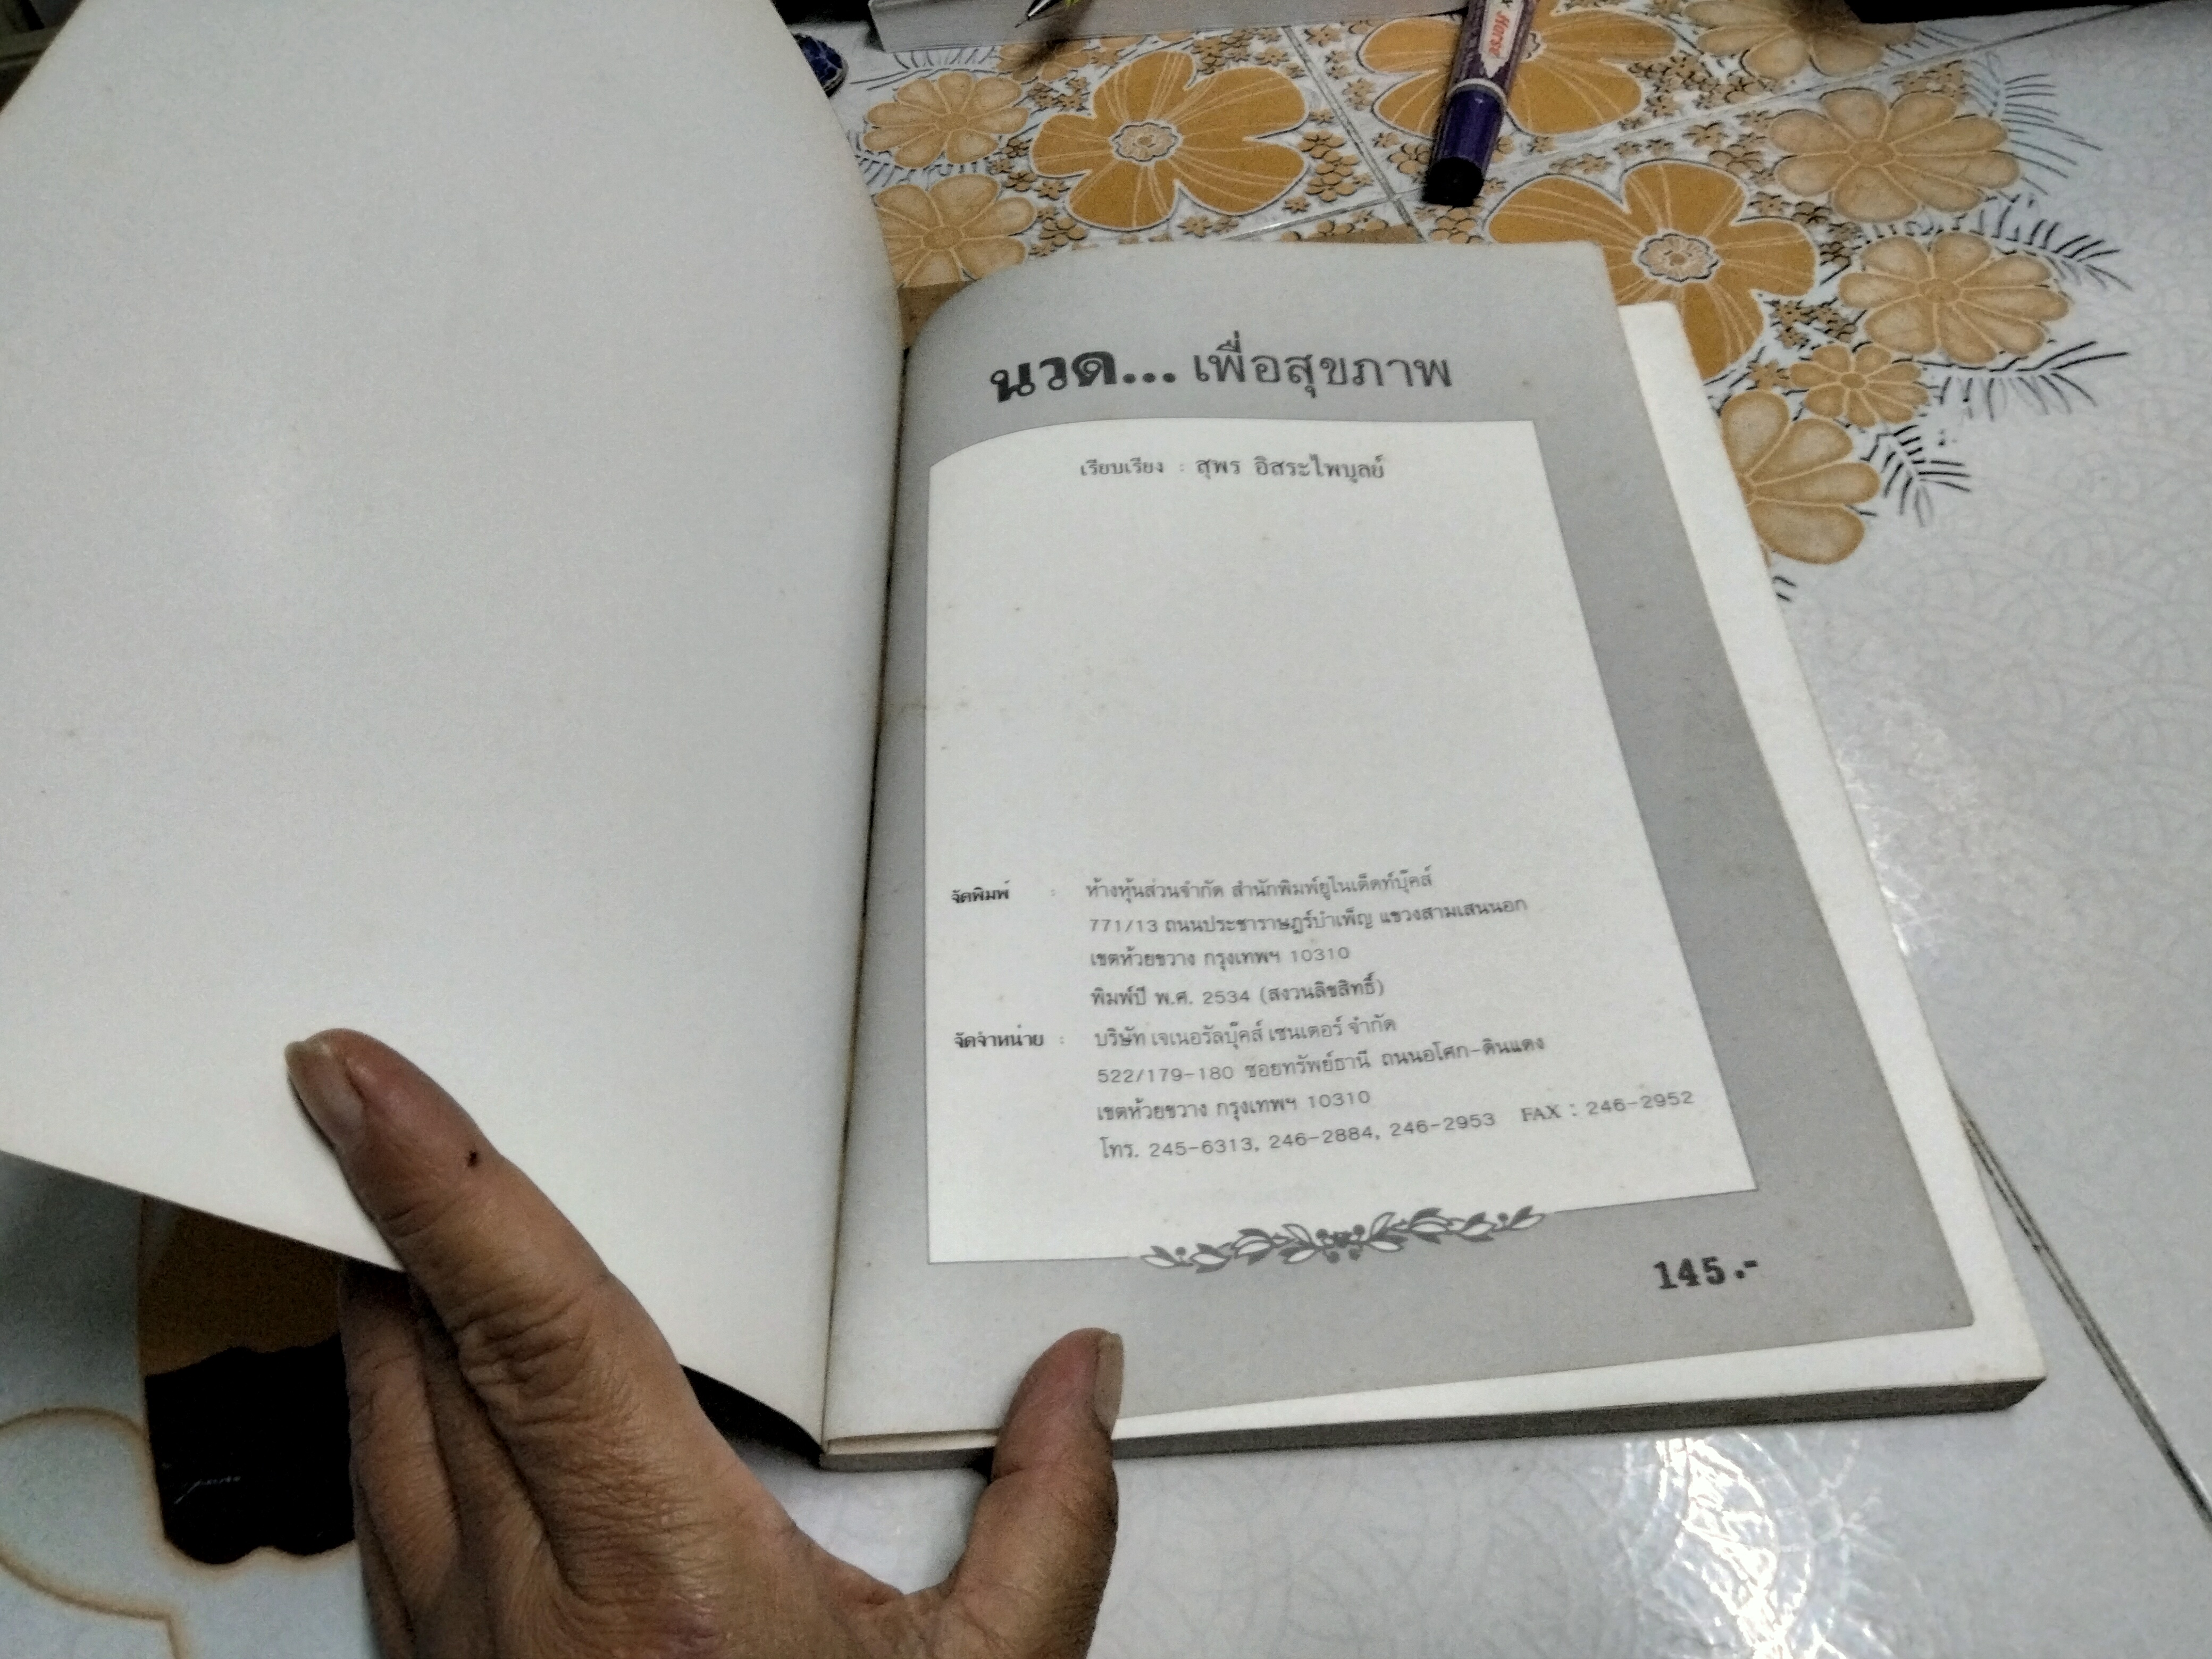 Horse
นวด... เพื่อสุขภาพ
เรียบเรียง : สุพร อิสระไพบูลย์
จัดพิมพ์ : ห้างหุ้นส่วนจำกัด สำนักพิมพ์ยูไนเต็ดท์บุ๊คส์
771/13 ถนนประชาราษฎร์บำเพ็ญ แขวงสามเสนนอก
เขตห้วยขวาง กรุงเทพฯ 10310
พิมพ์ปี พ.ศ. 2534 (สงวนลิขสิทธิ์)
จัดจำหน่าย : บริษัท เจเนอรัลบุ๊คส์ เซนเตอร์ จำกัด
522/179-180 ซอยทรัพย์ธานี ถนนอโศก-ดินแดง
เขตห้วยขวาง กรุงเทพฯ 10310
โทร. 245-6313, 246-2884, 246-2953 FAX : 246-2952
145.-